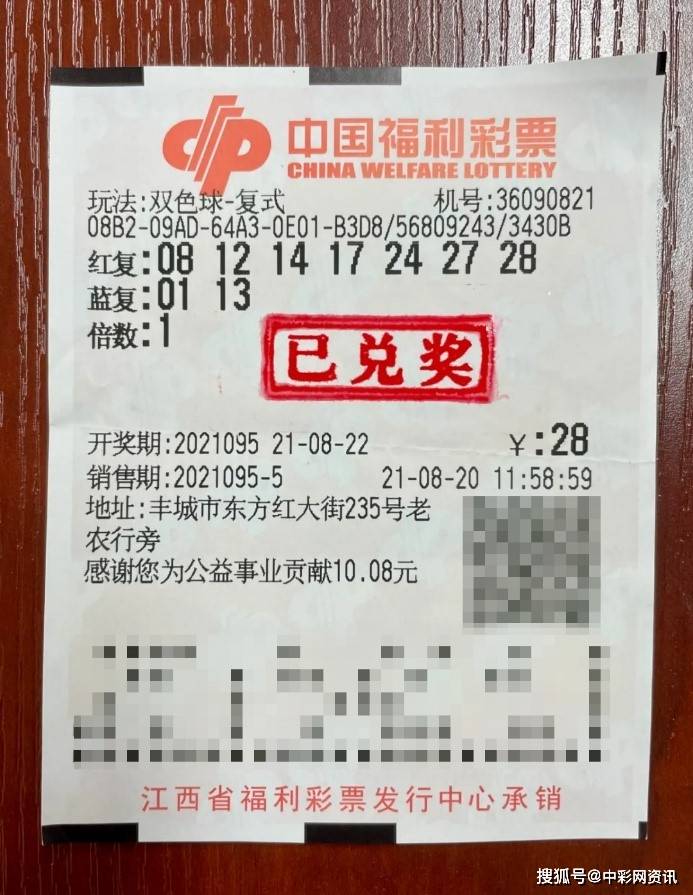 中国福利彩票
CHINA WELFARE LOTTERY
玩法:双色球-复式 机号:36090821
08B2-09AD-64A3-0E01-B3D8/56809243/3430B
红复:08 12 14 17 24 27 28
蓝复:01 13
倍数:1
已兑奖
开奖期:2021095 21-08-22 ¥:28
销售期:2021095-5 21-08-20 11:58:59
地址:丰城市东方红大街235号老
农行旁
感谢您为公益事业贡献10.08元
江西省福利彩票发行中心承销
搜狐号@中彩网资讯